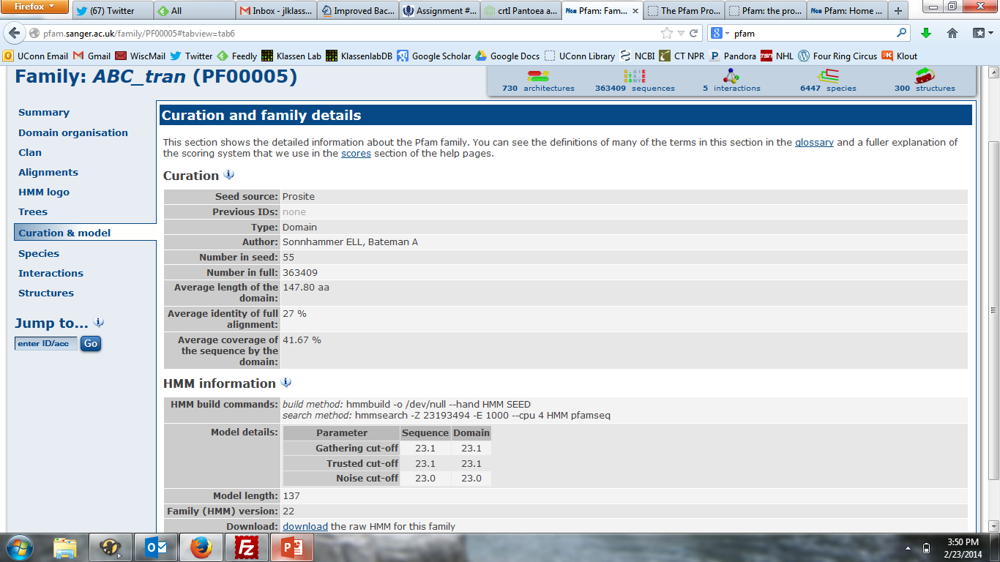 Firefox
(67) Twitter
All
Inbox - jlklass...
Improved Bac...
Assignment #...
crtI Pantoea a...
Pfam: Fam...
The Pfam Pro...
Pfam: the pro...
Pfam: Home ...
pfam.sanger.ac.uk/family/PF00005#tabview=tab6
pfam
UConn Email Gmail WiscMail Twitter Feedly Klassen Lab KlassenlabDB Google Scholar Google Docs UConn Library NCBI CT NPR Pandora NHL Four Ring Circus Klout
Family: ABC_tran (PF00005)
730 architectures 363409 sequences 5 interactions 6447 species 300 structures
Summary
Domain organisation
Clan
Alignments
HMM logo
Trees
Curation & model
Species
Interactions
Structures
Jump to...
enter ID/acc Go
Curation and family details
This section shows the detailed information about the Pfam family. You can see the definitions of many of the terms in this section in the glossary and a fuller explanation of
the scoring system that we use in the scores section of the help pages.
Curation
Seed source: Prosite
Previous IDs: none
Type: Domain
Author: Sonnhammer ELL, Bateman A
Number in seed: 55
Number in full: 363409
Average length of the 147.80 aa
domain:
Average identity of full 27 %
alignment:
Average coverage of 41.67 %
the sequence by the
domain:
HMM information
HMM build commands: build method: hmmbuild -o /dev/null --hand HMM SEED
search method: hmmsearch -Z 23193494 -E 1000 --cpu 4 HMM pfamseq
Model details: Parameter Sequence Domain
Gathering cut-off 23.1 23.1
Trusted cut-off 23.1 23.1
Noise cut-off 23.0 23.0
Model length: 137
Family (HMM) version: 22
Download: download the raw HMM for this family
3:50 PM
2/23/2014